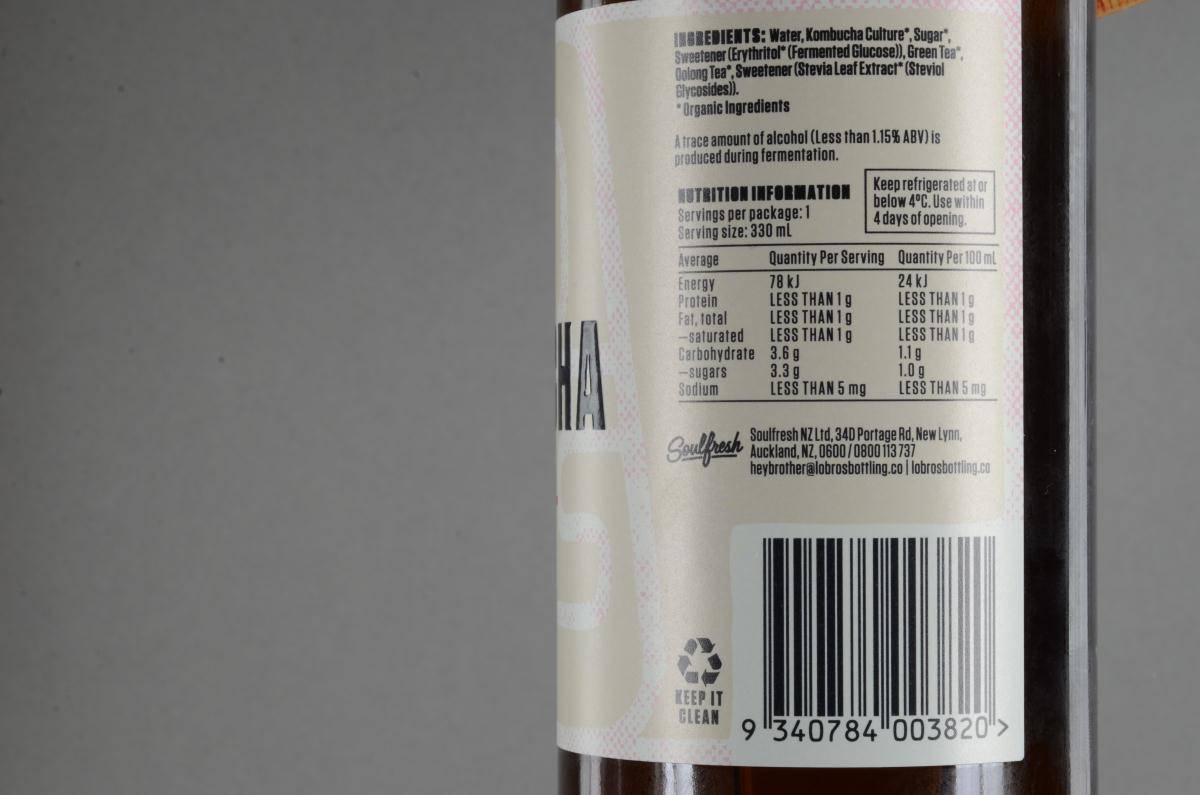 INGREDIENTS: Water, Kombucha Culture*, Sugar*,
Sweetener (Erythritol* (Fermented Glucose)), Green Tea*,
Oolong Tea*, Sweetener (Stevia Leaf Extract* (Steviol
Glycosides)).
* Organic Ingredients
A trace amount of alcohol (Less than 1.15% ABV) is
produced during fermentation.
NUTRITION INFORMATION
Servings per package: 1
Serving size: 330 mL
Keep refrigerated at or
below 4ºC. Use within
4 days of opening.
Average Quantity Per Serving Quantity Per 100 mL
Energy 78 kJ 24 kJ
Protein LESS THAN 1 g LESS THAN 1 g
Fat, total LESS THAN 1 g LESS THAN 1 g
–saturated LESS THAN 1 g LESS THAN 1 g
Carbohydrate 3.6 g 1.1 g
–sugars 3.3 g 1.0 g
Sodium LESS THAN 5 mg LESS THAN 5 mg
HA
Soulfresh
Soulfresh NZ Ltd, 34D Portage Rd, New Lynn,
Auckland, NZ, 0600 / 0800 113 737
heybrother@lobrosbottling.co | lobrosbottling.co
KEEP IT
CLEAN
9 340784 003820 >